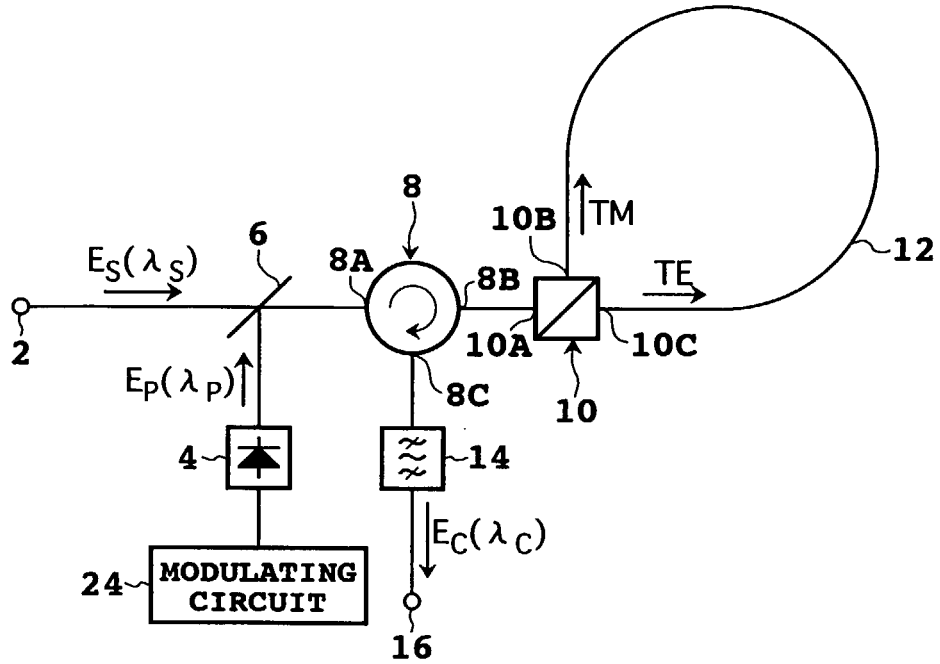 8
6
10B
TM
E_S(λ_S)
8A
8B
12
TE
2
10A
10C
E_P(λ_P)
8C
10
4
14
E_C(λ_C)
24
MODULATING
CIRCUIT
16